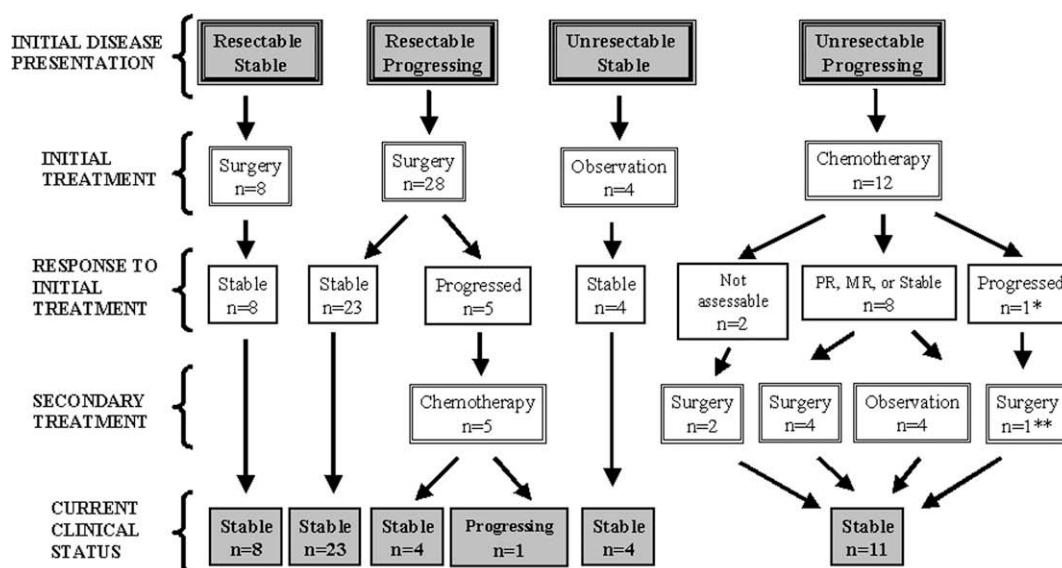 INITIAL DISEASE
PRESENTATION
Resectable
Stable
Resectable
Progressing
Unresectable
Stable
Unresectable
Progressing
INITIAL
TREATMENT
Surgery
n=8
Surgery
n=28
Observation
n=4
Chemotherapy
n=12
RESPONSE TO
INITIAL
TREATMENT
Stable
n=8
Stable
n=23
Progressed
n=5
Stable
n=4
Not
assessable
n=2
PR, MR, or Stable
n=8
Progressed
n=1*
SECONDARY
TREATMENT
Chemotherapy
n=5
Surgery
n=2
Surgery
n=4
Observation
n=4
Surgery
n=1**
CURRENT
CLINICAL
STATUS
Stable
n=8
Stable
n=23
Stable
n=4
Progressing
n=1
Stable
n=4
Stable
n=11